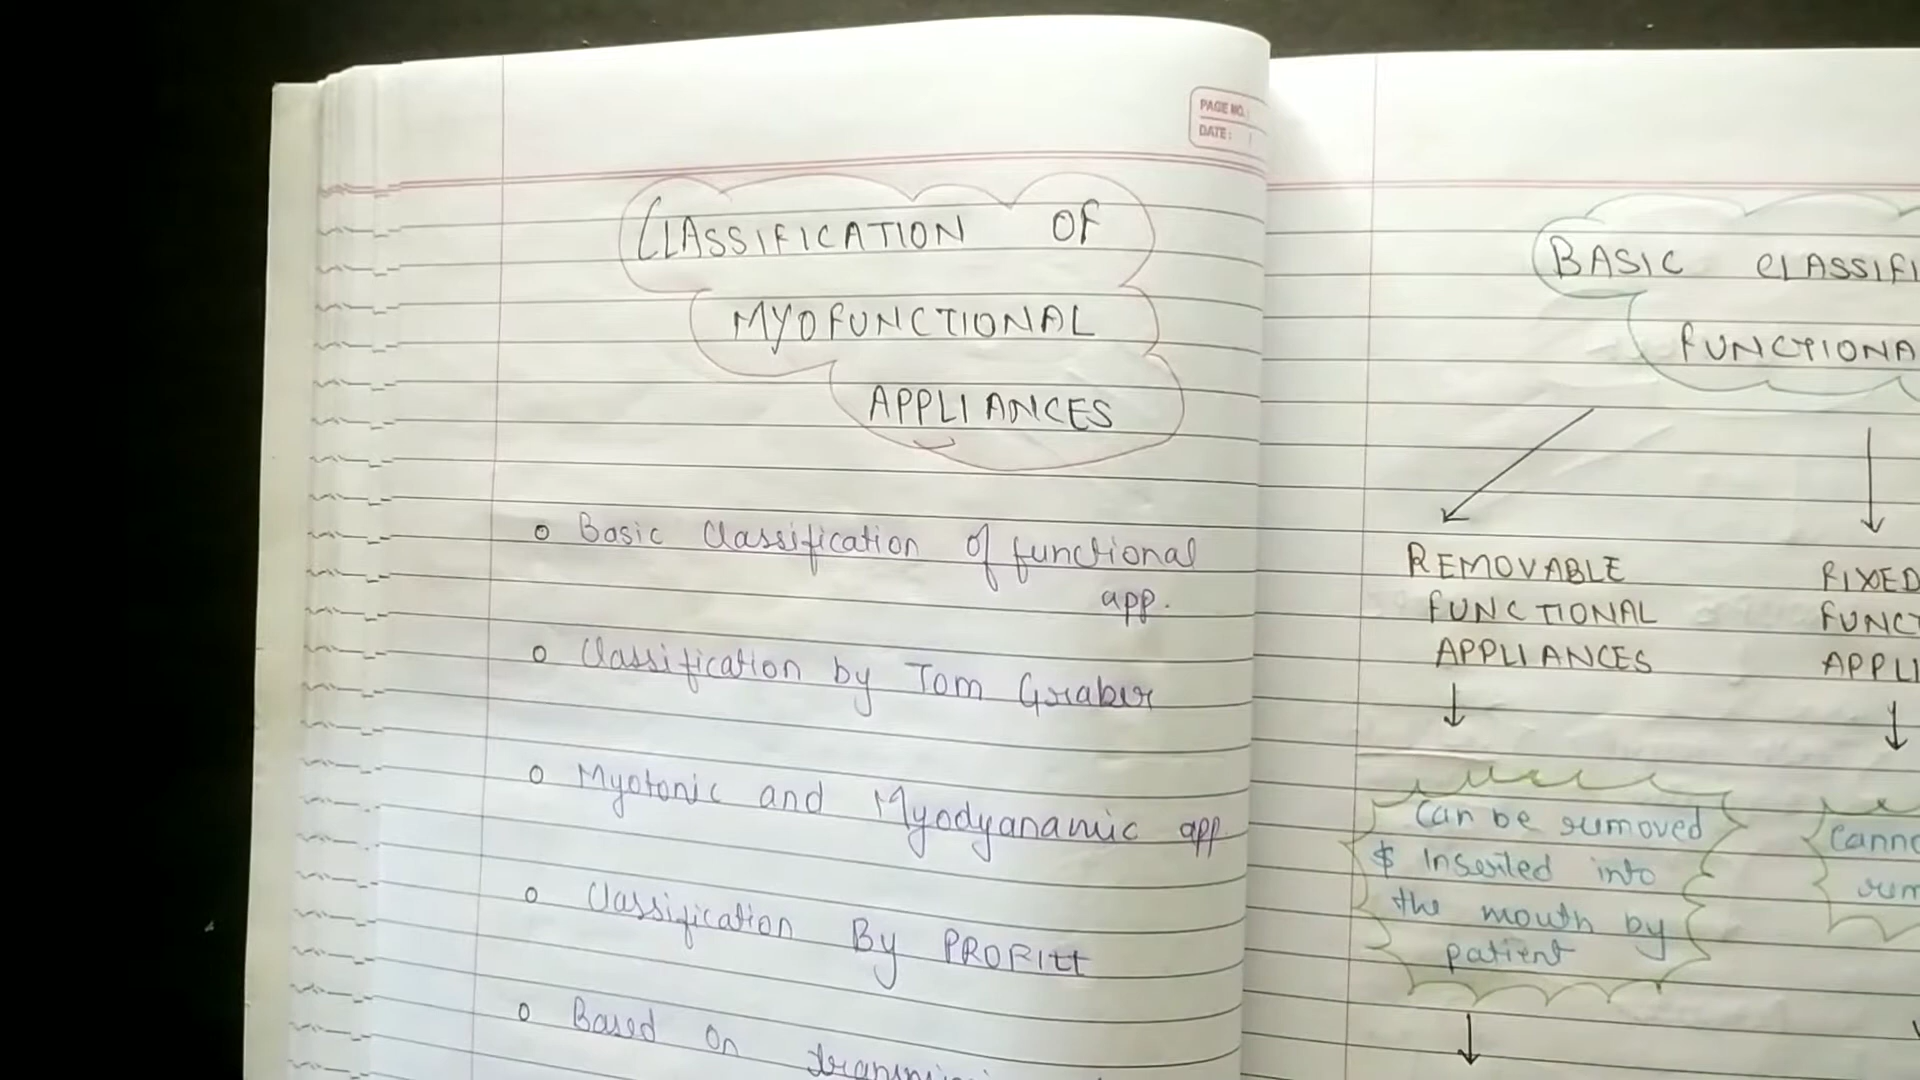 PAGE NO.:
DATE:
CLASSIFICATION OF
MYOFUNCTIONAL
APPLIANCES
o Basic Classification of functional
app.
o Classification by Tom Graber
o Myotonic and Myodyanamic app.
o Classification By PROFITT
o Based On
BASIC CLASSIFI
FUNCTIONA
REMOVABLE
FUNCTIONAL
APPLIANCES
FIXED
FUNCT
APPLI
Can be removed
& Inserted into
the mouth by
patient
Canno
rem